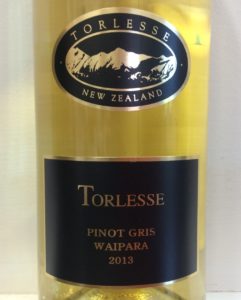 TORLESSE
NEW ZEALAND
TORLESSE
PINOT GRIS
WAIPARA
2013